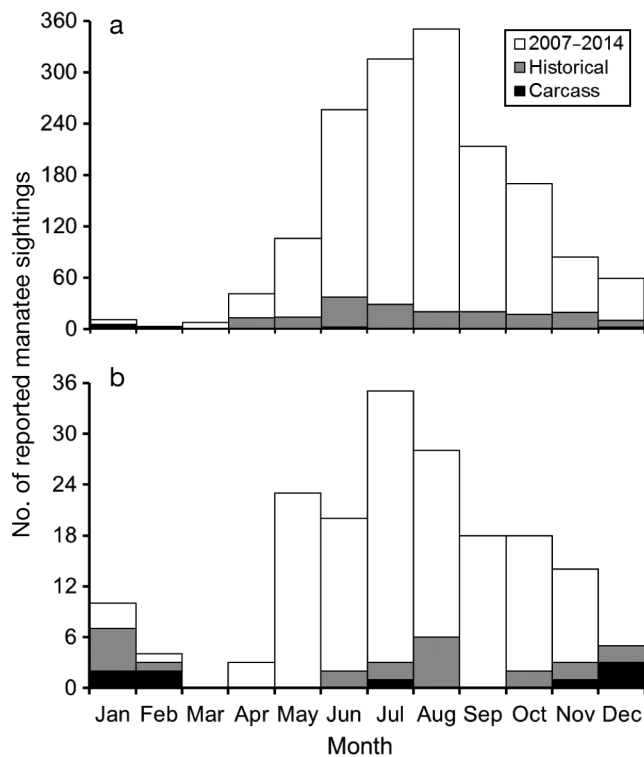 a
360
300
240
180
120
60
0
2007–2014
Historical
Carcass
No. of reported manatee sightings
b
36
30
24
18
12
6
0
Jan Feb Mar Apr May Jun Jul Aug Sep Oct Nov Dec
Month